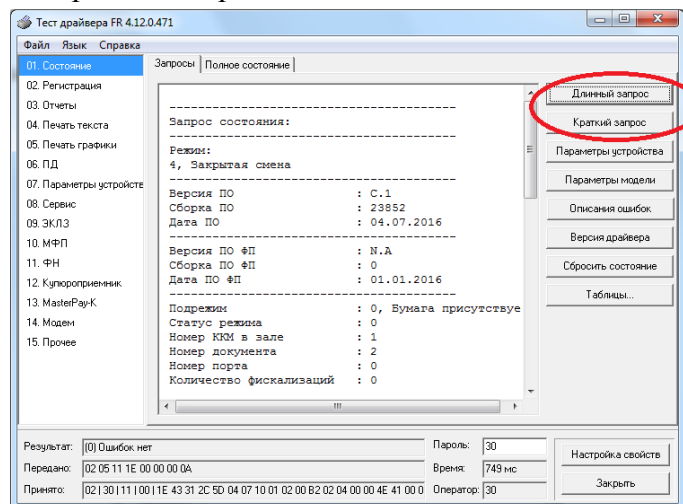 Тест драйвера FR 4.12.0.471
Файл Язык Справка
01. Состояние
02. Регистрация
03. Отчеты
04. Печать текста
05. Печать графики
06. ПД
07. Параметры устройств
08. Сервис
09. ЭКЛЗ
10. МФП
11. ФН
12. Купюроприемник
13. MasterPay-K
14. Модем
15. Прочее
Запросы Полное состояние
Запрос состояния:
Режим:
4, Закрытая смена
Версия ПО : C.1
Сборка ПО : 23852
Дата ПО : 04.07.2016
Версия ПО ФП : N.A
Сборка ПО ФП : 0
Дата ПО ФП : 01.01.2016
Подрежим : 0, Бумага присутствуе
Статус режима : 0
Номер ККМ в зале : 1
Номер документа : 2
Номер порта : 0
Количество фискализаций : 0
Длинный запрос
Краткий запрос
Параметры устройства
Параметры модели
Описания ошибок
Версия драйвера
Сбросить состояние
Таблицы...
Результат: (0) Ошибок нет
Пароль: 30
Передано: 02 05 11 1E 00 00 00 0A
Время: 749 мс
Принято: 02 | 30 | 11 | 00 | 1E 43 31 2C 5D 04 07 10 01 02 00 B2 02 04 00 00 4E 41 00 0
Оператор: 30
Настройка свойств
Закрыть